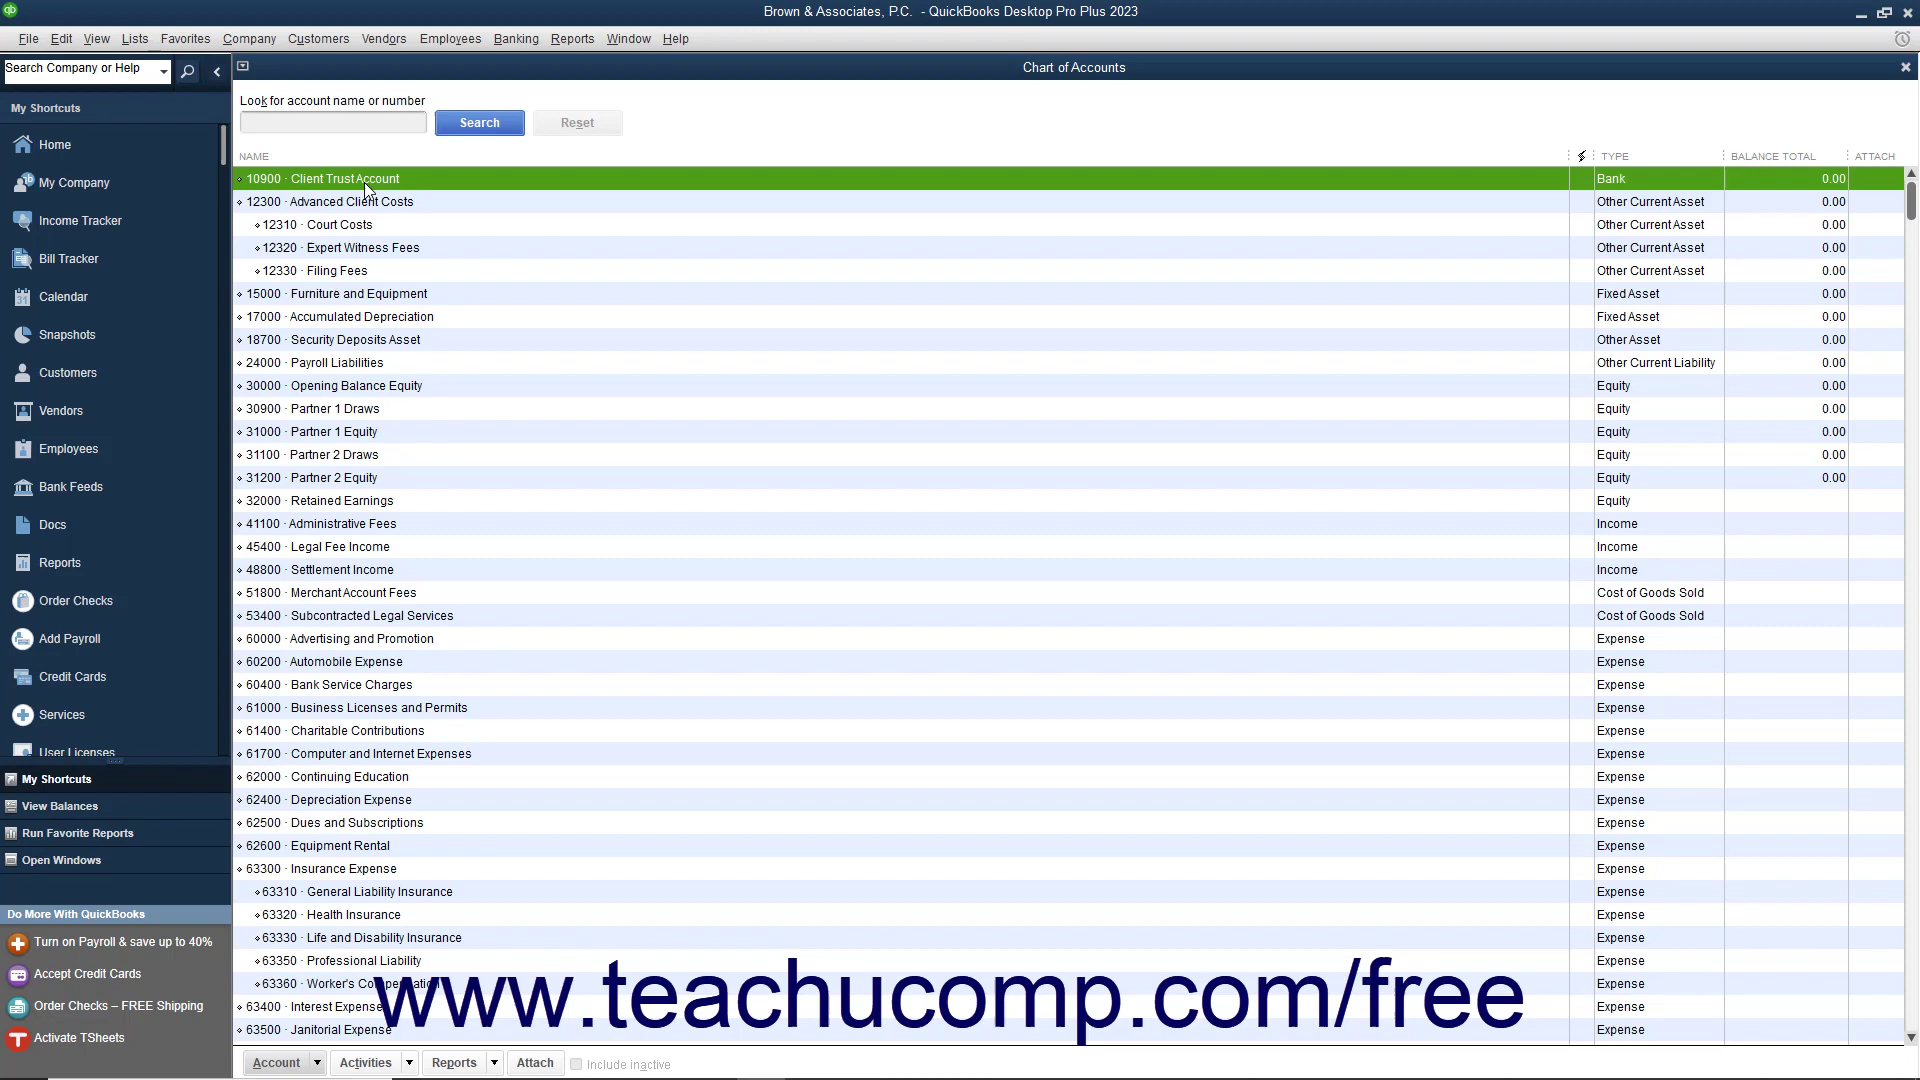 Brown & Associates, P.C. - QuickBooks Desktop Pro Plus 2023
File Edit View Lists Favorites Company Customers Vendors Employees Banking Reports Window Help
Search Company or Help
Chart of Accounts
My Shortcuts
Home
My Company
Income Tracker
Bill Tracker
Calendar
Snapshots
Customers
Vendors
Employees
Bank Feeds
Docs
Reports
Order Checks
Add Payroll
Credit Cards
Services
User Licenses
My Shortcuts
View Balances
Run Favorite Reports
Open Windows
Do More With QuickBooks
Turn on Payroll & save up to 40%
Accept Credit Cards
Order Checks – FREE Shipping
Activate TSheets
Look for account name or number
Search Reset
NAME TYPE BALANCE TOTAL ATTACH
10900 · Client Trust Account Bank 0.00
12300 · Advanced Client Costs Other Current Asset 0.00
12310 · Court Costs Other Current Asset 0.00
12320 · Expert Witness Fees Other Current Asset 0.00
12330 · Filing Fees Other Current Asset 0.00
15000 · Furniture and Equipment Fixed Asset 0.00
17000 · Accumulated Depreciation Fixed Asset 0.00
18700 · Security Deposits Asset Other Asset 0.00
24000 · Payroll Liabilities Other Current Liability 0.00
30000 · Opening Balance Equity Equity 0.00
30900 · Partner 1 Draws Equity 0.00
31000 · Partner 1 Equity Equity 0.00
31100 · Partner 2 Draws Equity 0.00
31200 · Partner 2 Equity Equity 0.00
32000 · Retained Earnings Equity
41100 · Administrative Fees Income
45400 · Legal Fee Income Income
48800 · Settlement Income Income
51800 · Merchant Account Fees Cost of Goods Sold
53400 · Subcontracted Legal Services Cost of Goods Sold
60000 · Advertising and Promotion Expense
60200 · Automobile Expense Expense
60400 · Bank Service Charges Expense
61000 · Business Licenses and Permits Expense
61400 · Charitable Contributions Expense
61700 · Computer and Internet Expenses Expense
62000 · Continuing Education Expense
62400 · Depreciation Expense Expense
62500 · Dues and Subscriptions Expense
62600 · Equipment Rental Expense
63300 · Insurance Expense Expense
63310 · General Liability Insurance Expense
63320 · Health Insurance Expense
63330 · Life and Disability Insurance Expense
63350 · Professional Liability Expense
63360 · Worker's Compensation Expense
63400 · Interest Expense Expense
63500 · Janitorial Expense Expense
www.teachucomp.com/free
Account Activities Reports Attach Include inactive